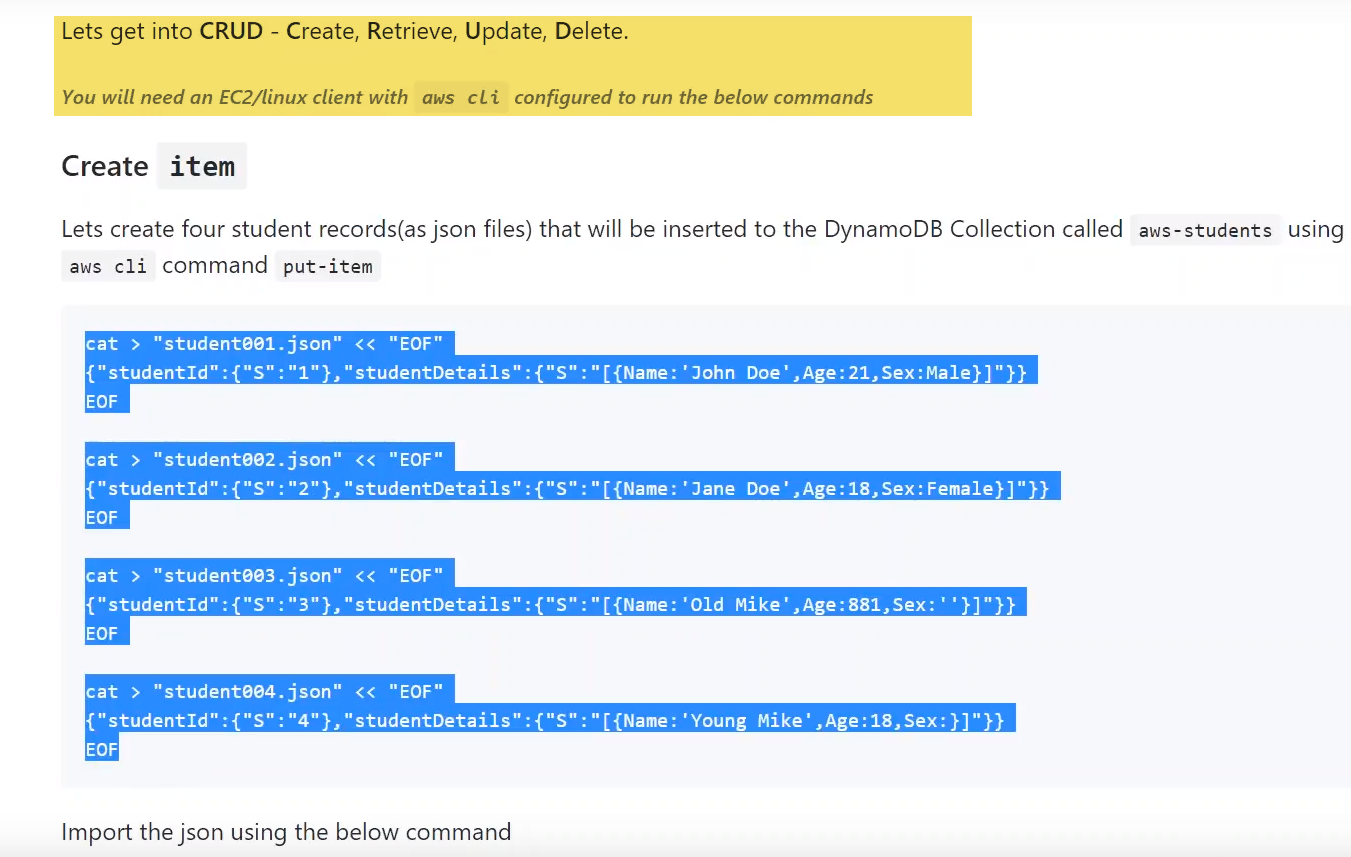 Lets get into CRUD - Create, Retrieve, Update, Delete.
You will need an EC2/linux client with aws cli configured to run the below commands
Create item
Lets create four student records(as json files) that will be inserted to the DynamoDB Collection called aws-students using
aws cli command put-item
cat > "student001.json" << "EOF"
{"studentId":{"S":"1"},"studentDetails":{"S":"[{Name:'John Doe',Age:21,Sex:Male}]"}}
EOF
cat > "student002.json" << "EOF"
{"studentId":{"S":"2"},"studentDetails":{"S":"[{Name:'Jane Doe',Age:18,Sex:Female}]"}}
EOF
cat > "student003.json" << "EOF"
{"studentId":{"S":"3"},"studentDetails":{"S":"[{Name:'Old Mike',Age:881,Sex:''}]"}}
EOF
cat > "student004.json" << "EOF"
{"studentId":{"S":"4"},"studentDetails":{"S":"[{Name:'Young Mike',Age:18,Sex:}]"}}
EOF
Import the json using the below command